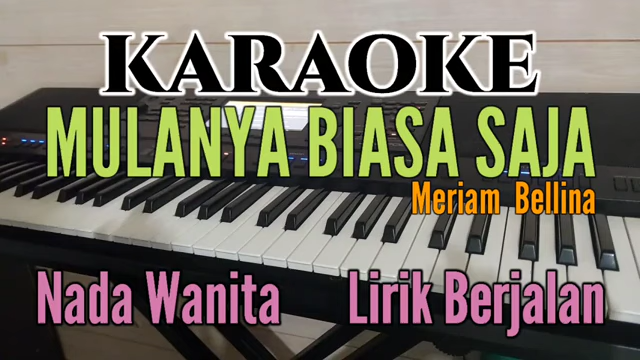 KARAOKE
MULANYA BIASA SAJA
Meriam Bellina
Nada Wanita Lirik Berjalan